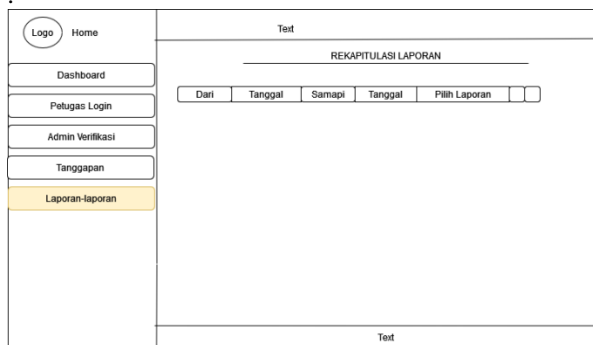 Logo Home
Text
REKAPITULASI LAPORAN
Dashboard
Petugas Login
Admin Verifikasi
Tanggapan
Laporan-laporan
Dari Tanggal Samapi Tanggal Pilih Laporan
Text